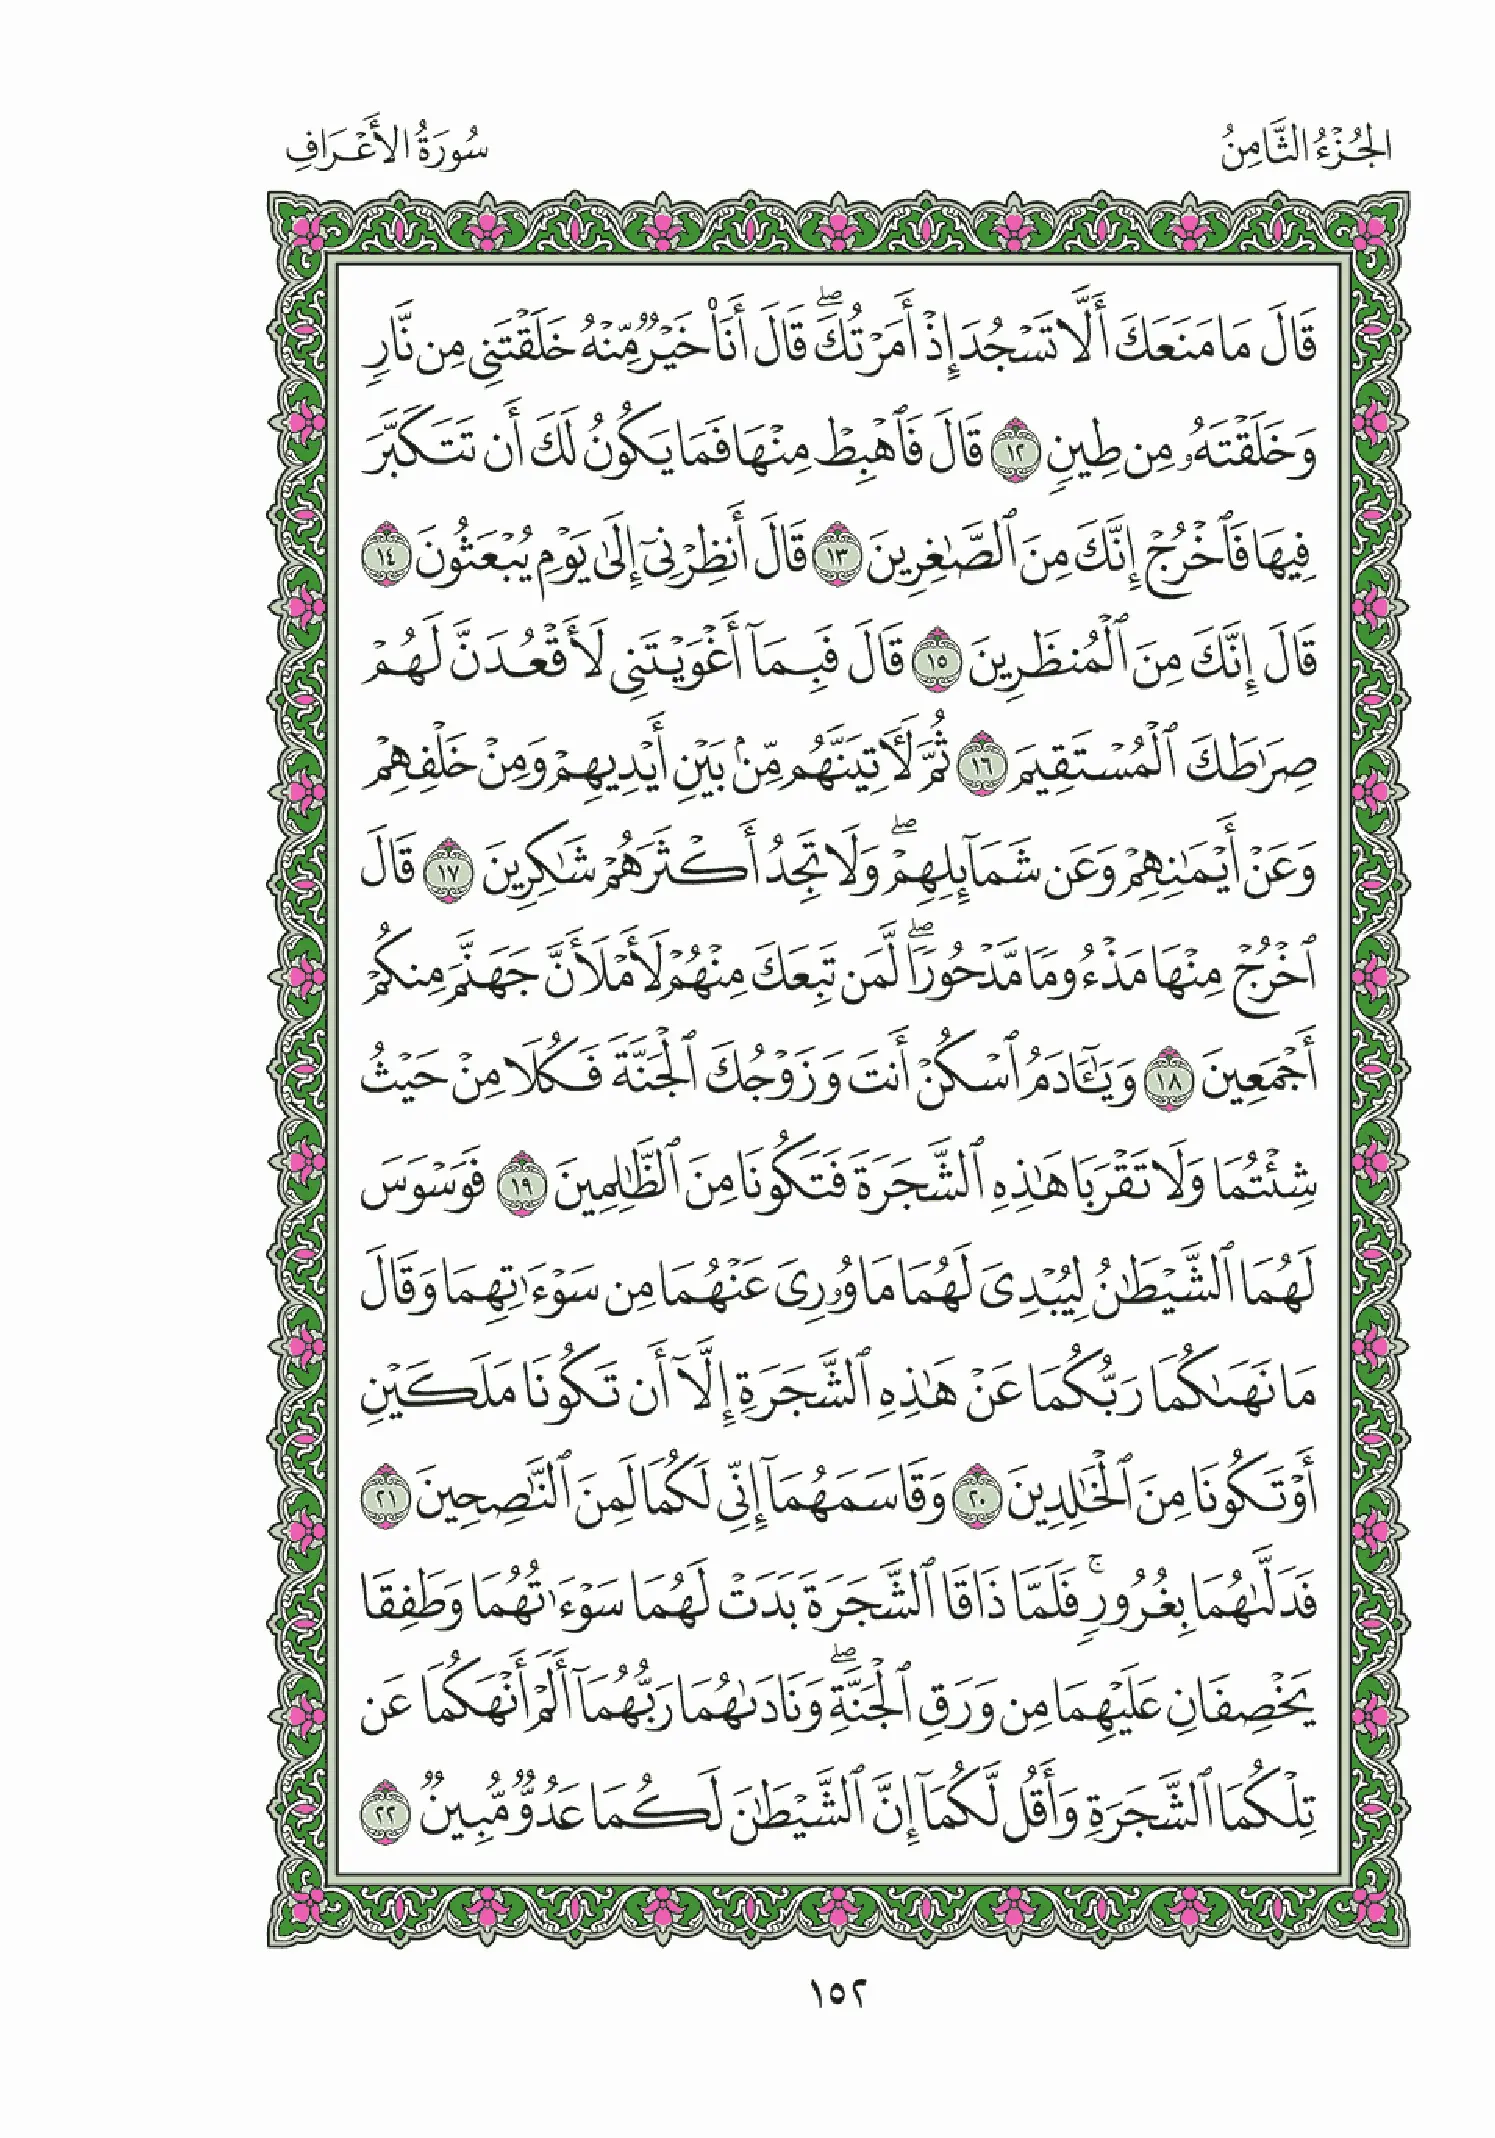 الجُزْءُ الثَّامِنُ
سُورَةُ الأَعْرَافِ
قَالَ مَا مَنَعَكَ أَلَّا تَسْجُدَ إِذْ أَمَرْتُكَۖ قَالَ أَنَا۠ خَيْرٌ مِّنْهُ خَلَقْتَنِى مِن نَّارٍ
وَخَلَقْتَهُۥ مِن طِينٍ ١٢ قَالَ فَٱهْبِطْ مِنْهَا فَمَا يَكُونُ لَكَ أَن تَتَكَبَّرَ
فِيهَا فَٱخْرُجْ إِنَّكَ مِنَ ٱلصَّٰغِرِينَ ١٣ قَالَ أَنظِرْنِىٓ إِلَىٰ يَوْمِ يُبْعَثُونَ ١٤
قَالَ إِنَّكَ مِنَ ٱلْمُنظَرِينَ ١٥ قَالَ فَبِمَآ أَغْوَيْتَنِى لَأَقْعُدَنَّ لَهُمْ
صِرَٰطَكَ ٱلْمُسْتَقِيمَ ١٦ ثُمَّ لَأٓتِيَنَّهُم مِّنۢ بَيْنِ أَيْدِيهِمْ وَمِنْ خَلْفِهِمْ
وَعَنْ أَيْمَٰنِهِمْ وَعَن شَمَآئِلِهِمْۖ وَلَا تَجِدُ أَكْثَرَهُمْ شَٰكِرِينَ ١٧ قَالَ
ٱخْرُجْ مِنْهَا مَذْءُومًا مَّدْحُورًاۖ لَّمَن تَبِعَكَ مِنْهُمْ لَأَمْلَأَنَّ جَهَنَّمَ مِنكُمْ
أَجْمَعِينَ ١٨ وَيَٰٓـَٔادَمُ ٱسْكُنْ أَنتَ وَزَوْجُكَ ٱلْجَنَّةَ فَكُلَا مِنْ حَيْثُ
شِئْتُمَا وَلَا تَقْرَبَا هَٰذِهِ ٱلشَّجَرَةَ فَتَكُونَا مِنَ ٱلظَّٰلِمِينَ ١٩ فَوَسْوَسَ
لَهُمَا ٱلشَّيْطَٰنُ لِيُبْدِىَ لَهُمَا مَا وُۥرِىَ عَنْهُمَا مِن سَوْءَٰتِهِمَا وَقَالَ
مَا نَهَىٰكُمَا رَبُّكُمَا عَنْ هَٰذِهِ ٱلشَّجَرَةِ إِلَّآ أَن تَكُونَا مَلَكَيْنِ
أَوْ تَكُونَا مِنَ ٱلْخَٰلِدِينَ ٢٠ وَقَاسَمَهُمَآ إِنِّى لَكُمَا لَمِنَ ٱلنَّٰصِحِينَ ٢١
فَدَلَّىٰهُمَا بِغُرُورٍۚ فَلَمَّا ذَاقَا ٱلشَّجَرَةَ بَدَتْ لَهُمَا سَوْءَٰتُهُمَا وَطَفِقَا
يَخْصِفَانِ عَلَيْهِمَا مِن وَرَقِ ٱلْجَنَّةِۖ وَنَادَىٰهُمَا رَبُّهُمَآ أَلَمْ أَنْهَكُمَا عَن
تِلْكُمَا ٱلشَّجَرَةِ وَأَقُل لَّكُمَآ إِنَّ ٱلشَّيْطَٰنَ لَكُمَا عَدُوٌّ مُّبِينٌ ٢٢
١٥٢